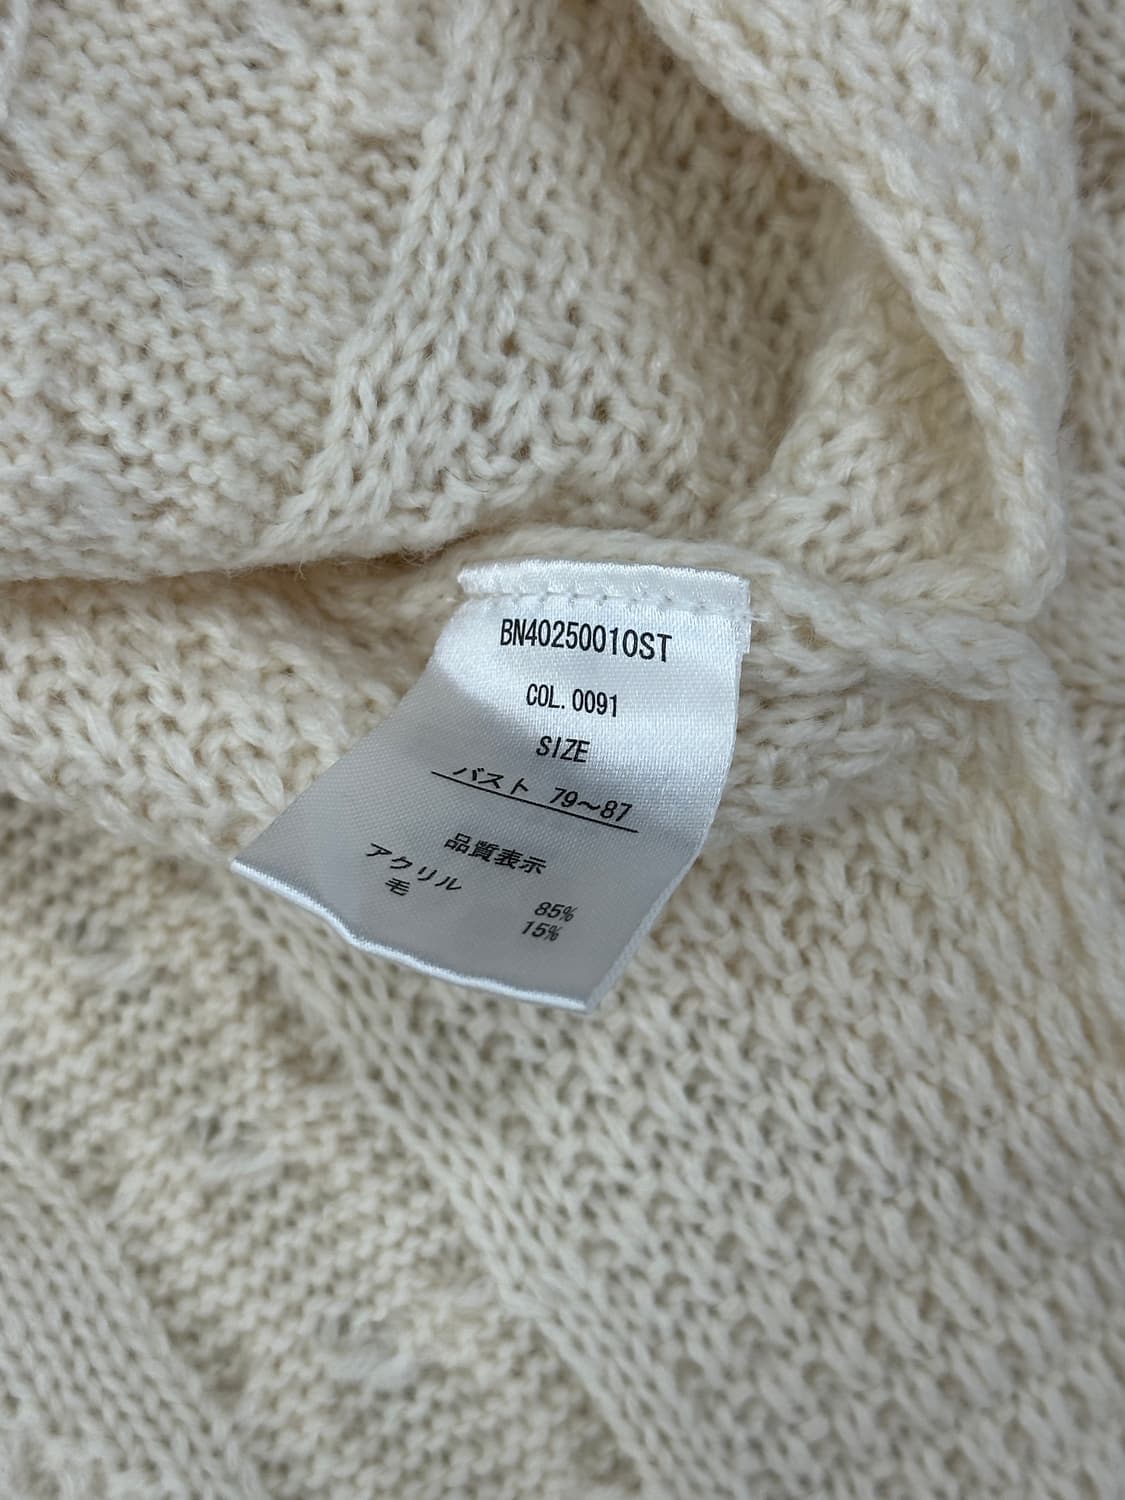 BN4025001OST
COL.0091
SIZE
バスト 79～87
品質表示
アクリル 85%
毛 15%